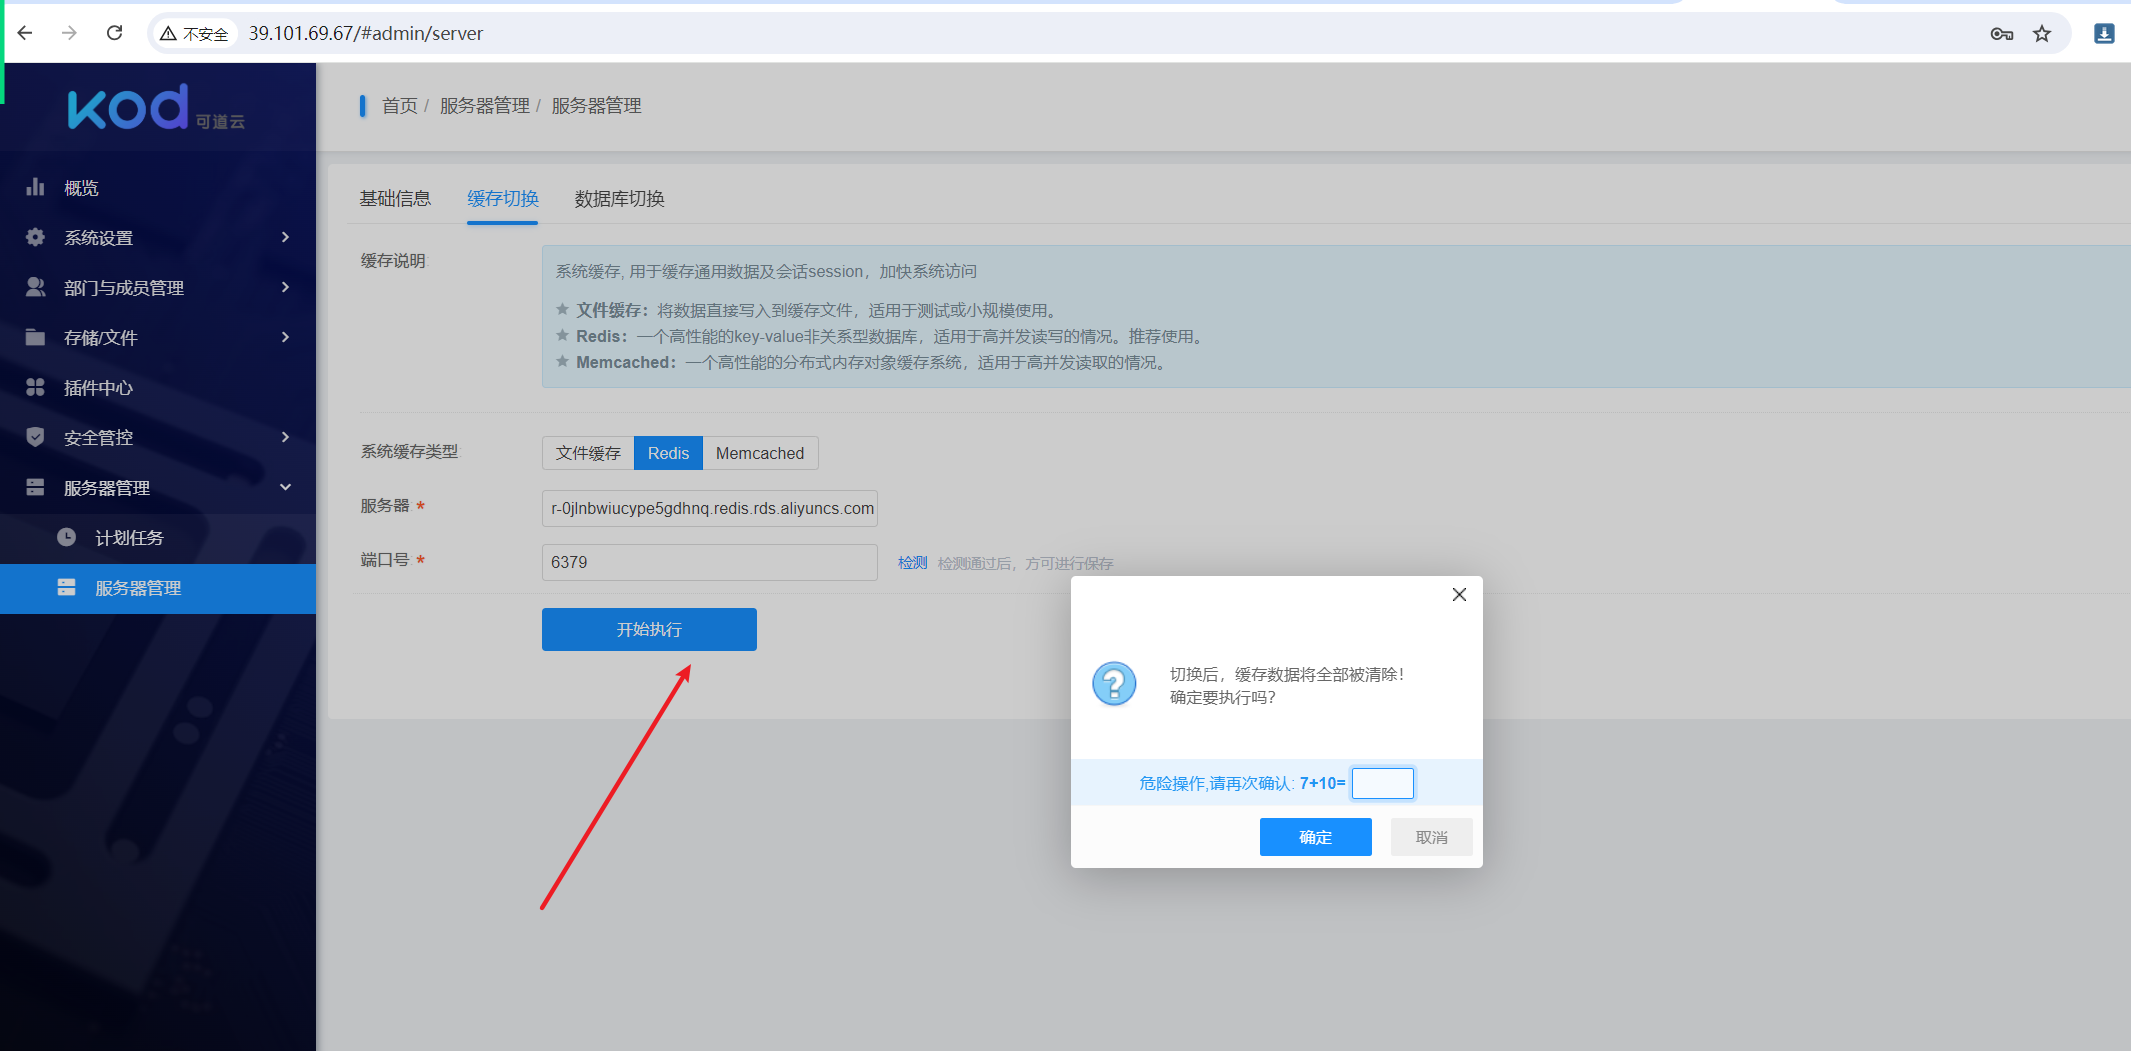 不安全 39.101.69.67/#admin/server
kod 可道云
概览
系统设置
部门与成员管理
存储/文件
插件中心
安全管控
服务器管理
计划任务
服务器管理
首页 / 服务器管理 / 服务器管理
基础信息 缓存切换 数据库切换
缓存说明:
系统缓存, 用于缓存通用数据及会话session，加快系统访问
★ 文件缓存：将数据直接写入到缓存文件，适用于测试或小规模使用。
★ Redis：一个高性能的key-value非关系型数据库，适用于高并发读写的情况。推荐使用。
★ Memcached：一个高性能的分布式内存对象缓存系统，适用于高并发读取的情况。
系统缓存类型: 文件缓存 Redis Memcached
服务器: * r-0jlnbwiucype5gdhnq.redis.rds.aliyuncs.com
端口号: * 6379 检测 检测通过后，方可进行保存
开始执行
切换后，缓存数据将全部被清除！
确定要执行吗？
危险操作,请再次确认: 7+10=
确定 取消